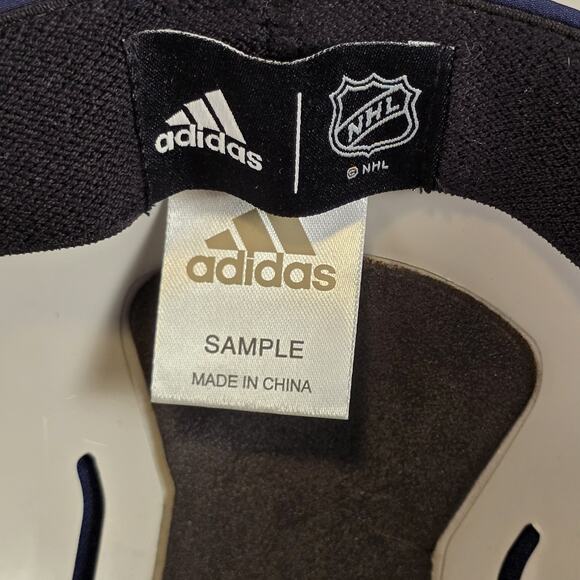 adidas
NHL
© NHL
adidas
SAMPLE
MADE IN CHINA